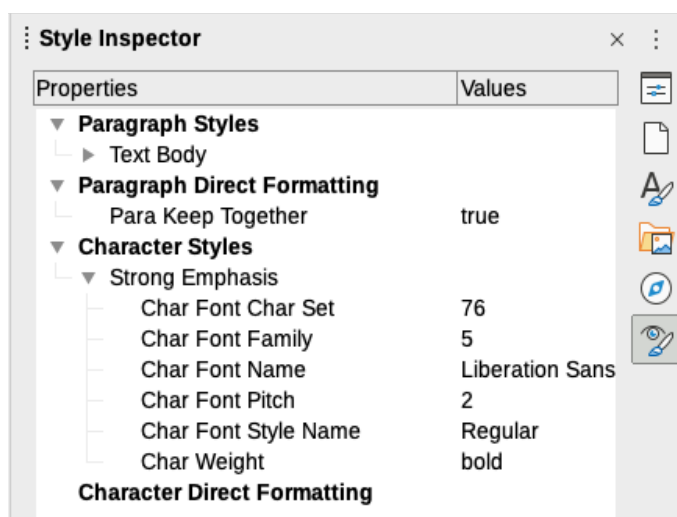 Style Inspector
Properties Values
Paragraph Styles
Text Body
Paragraph Direct Formatting
Para Keep Together true
Character Styles
Strong Emphasis
Char Font Char Set 76
Char Font Family 5
Char Font Name Liberation Sans
Char Font Pitch 2
Char Font Style Name Regular
Char Weight bold
Character Direct Formatting